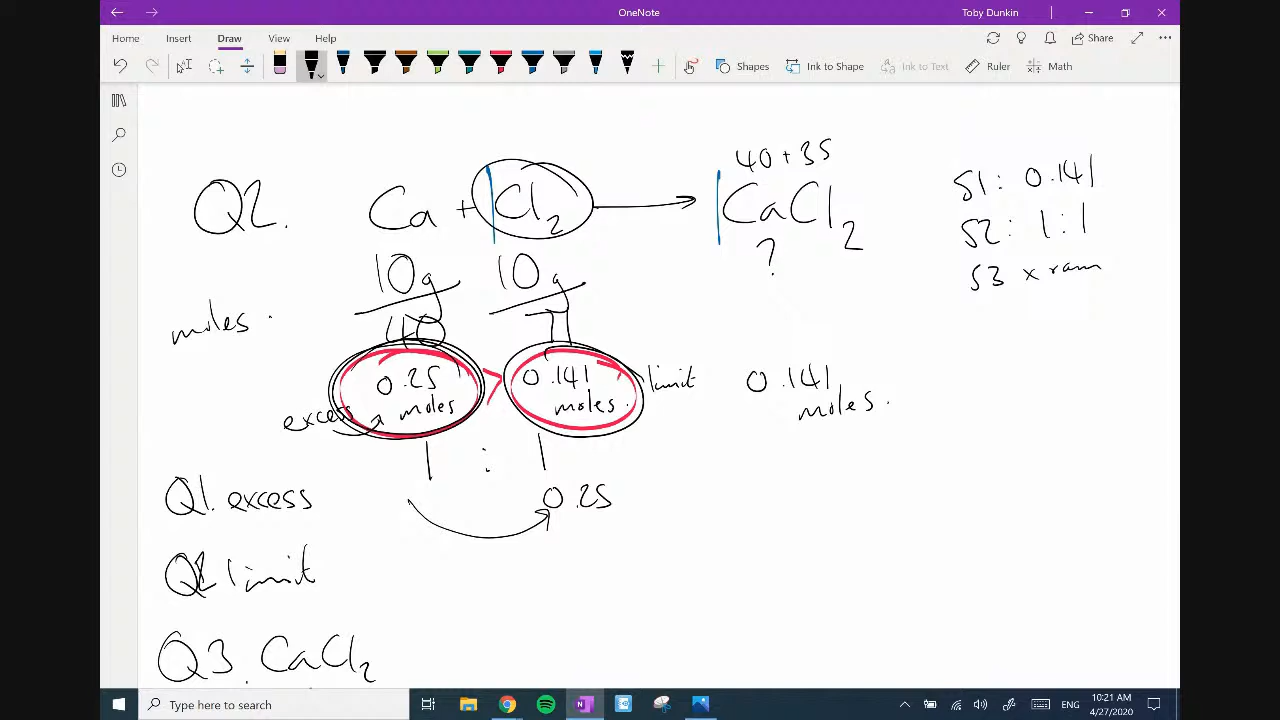 OneNote
Toby Dunkin
Home Insert Draw View Help
Share
Shapes Ink to Shape Ink to Text Ruler Math
40 + 35
Q2. Ca + Cl2 → CaCl2
?
S1: 0.141
S2: 1:1
S3 x ram
10g 10g
moles. 40 71
0.25 moles > 0.141 moles. limit
excess
0.141 moles.
1 : 1
0.25
Q1. excess
Q2 limit
Q3. CaCl2
Type here to search
ENG
10:21 AM
4/27/2020